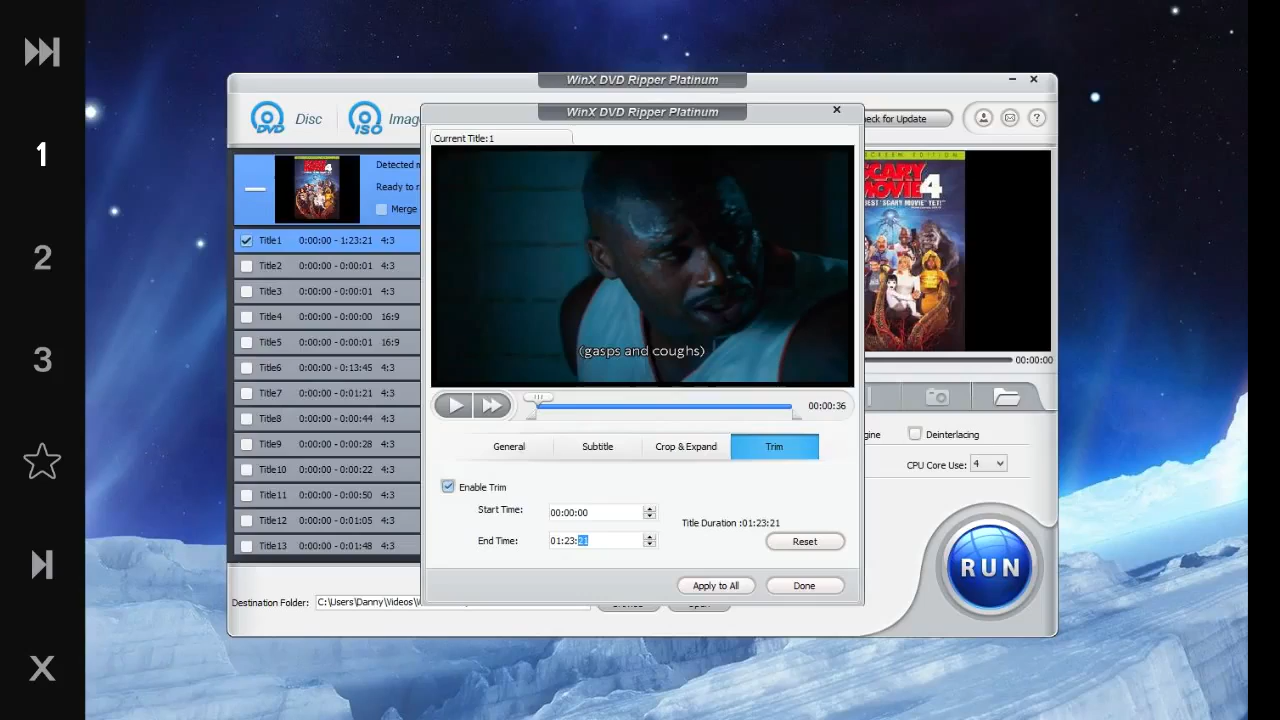 WinX DVD Ripper Platinum
DVD Disc
ISO Imag
WinX DVD Ripper Platinum
eck for Update
?
Current Title:1
Detected m
Ready to r
Merge
SCARY MOVIE 4
Title1 0:00:00 - 1:23:21 4:3
Title2 0:00:00 - 0:00:01 4:3
Title3 0:00:00 - 0:00:01 4:3
Title4 0:00:00 - 0:00:00 16:9
Title5 0:00:00 - 0:00:01 16:9
Title6 0:00:00 - 0:13:45 4:3
Title7 0:00:00 - 0:01:21 4:3
Title8 0:00:00 - 0:00:44 4:3
Title9 0:00:00 - 0:00:28 4:3
Title10 0:00:00 - 0:00:22 4:3
Title11 0:00:00 - 0:00:50 4:3
Title12 0:00:00 - 0:01:05 4:3
Title13 0:00:00 - 0:01:48 4:3
(gasps and coughs)
00:00:36
General Subtitle Crop & Expand Trim
Enable Trim
Start Time: 00:00:00
Title Duration :01:23:21
End Time: 01:23:21
Reset
Apply to All Done
00:00:00
gine Deinterlacing
CPU Core Use: 4
RUN
Destination Folder: C:\Users\Danny\Videos\
1
2
3
X